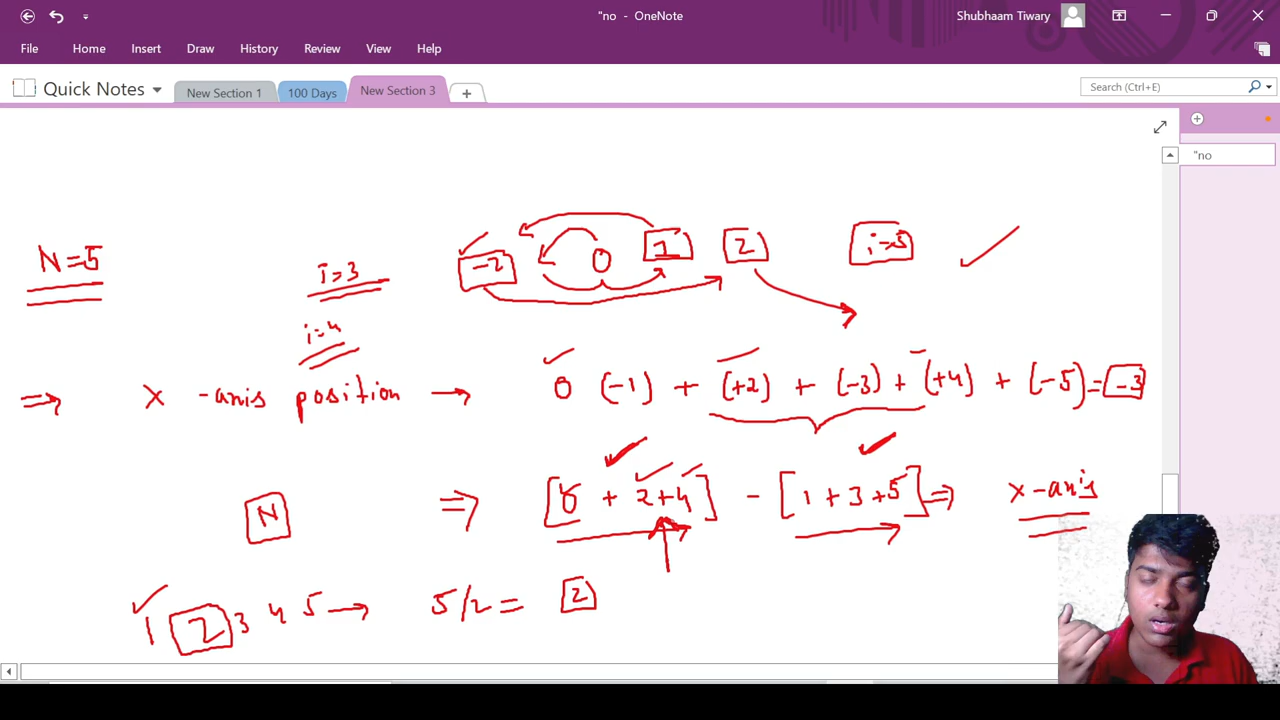 "no - OneNote
Shubhaam Tiwary
File Home Insert Draw History Review View Help
Quick Notes New Section 1 100 Days New Section 3
Search (Ctrl+E)
"no
N=5 i=3 -2 0 1 2 i=5
i=4
⇒ x-axis position → 0 (-1) + (+2) + (-3) + (+4) + (-5) = -3
N ⇒ [0 + 2+4] - [1+3+5] ⇒ x-axis
1 2 3 4 5 → 5/2 = 2